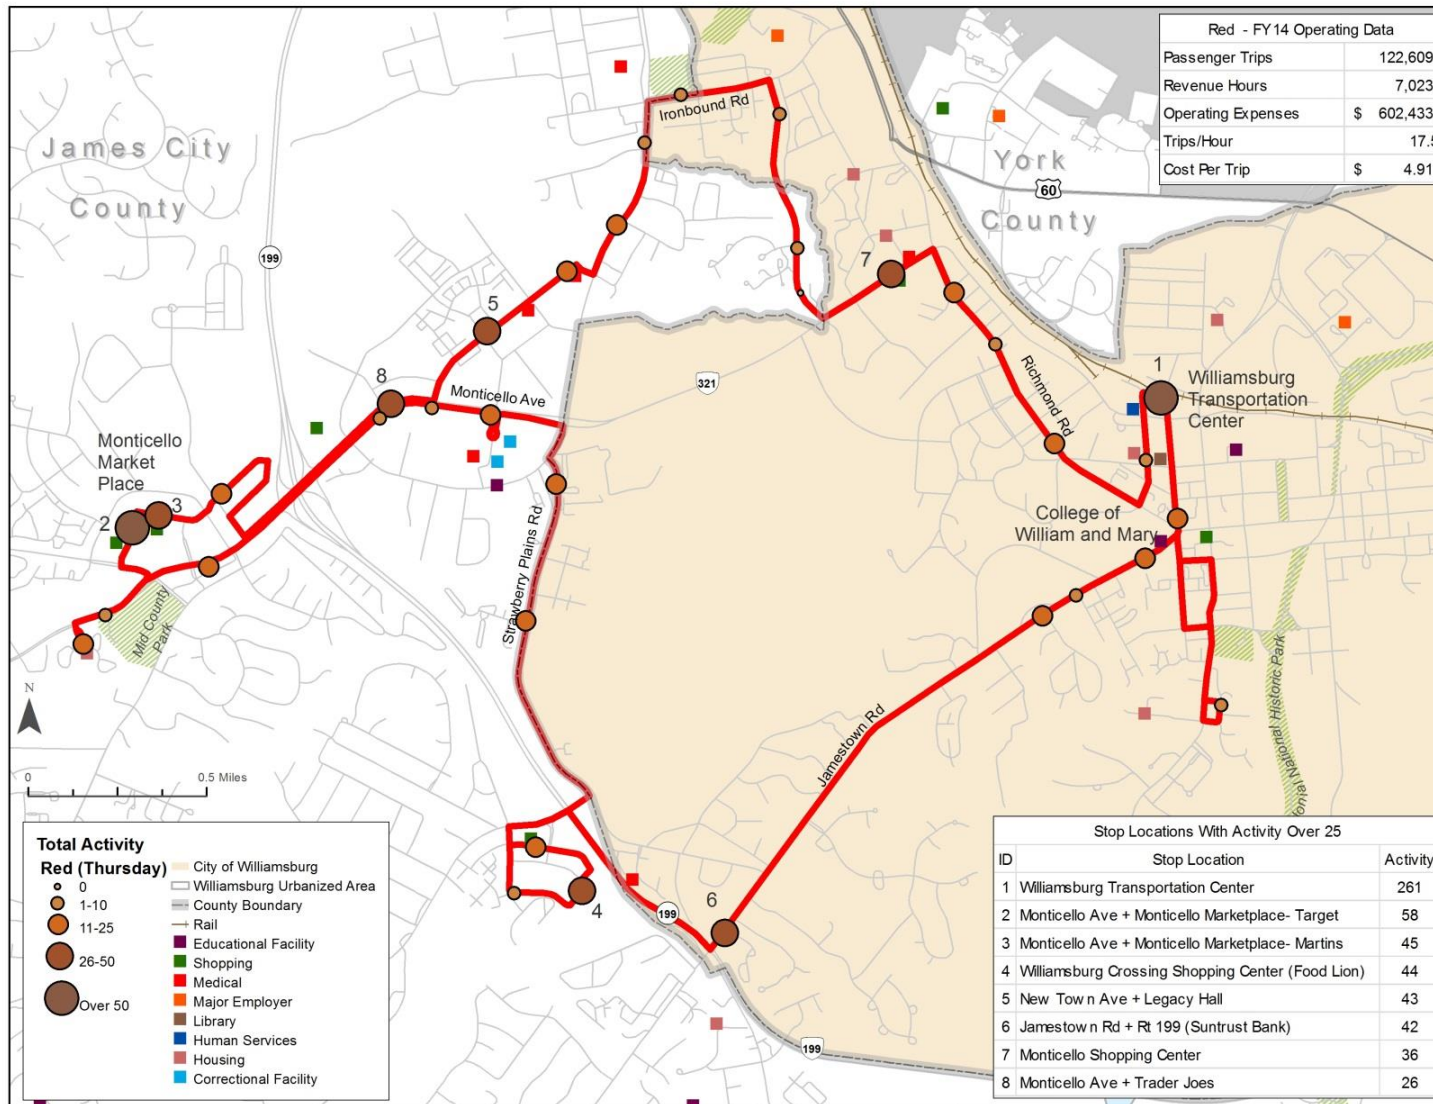 Red - FY14 Operating Data
Passenger Trips 122,609
Revenue Hours 7,023
Operating Expenses $ 602,433
Trips/Hour 17.5
Cost Per Trip $ 4.91
James City
County
York
County
60
199
Ironbound Rd
7
5
8
321
Monticello Ave
Richmond Rd
1
Williamsburg
Transportation
Center
Monticello
Market
Place
2
3
College of
William and Mary
Strawberry Plains Rd
Mid County
Park
N
0 0.5 Miles
Jamestown Rd
National Historic Park
4
199
6
199
Total Activity
Red (Thursday)
0
1-10
11-25
26-50
Over 50
City of Williamsburg
Williamsburg Urbanized Area
County Boundary
Rail
Educational Facility
Shopping
Medical
Major Employer
Library
Human Services
Housing
Correctional Facility
Stop Locations With Activity Over 25
ID Stop Location Activity
1 Williamsburg Transportation Center 261
2 Monticello Ave + Monticello Marketplace- Target 58
3 Monticello Ave + Monticello Marketplace- Martins 45
4 Williamsburg Crossing Shopping Center (Food Lion) 44
5 New Town Ave + Legacy Hall 43
6 Jamestown Rd + Rt 199 (Suntrust Bank) 42
7 Monticello Shopping Center 36
8 Monticello Ave + Trader Joes 26